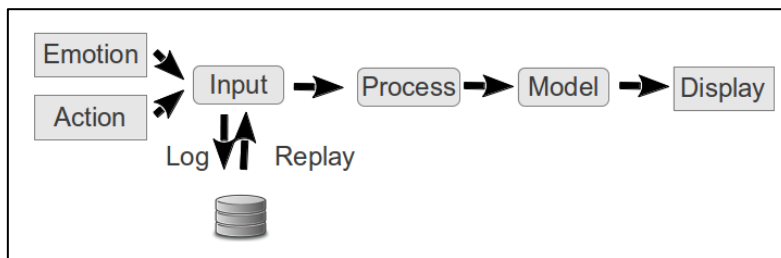 Emotion
Action
Input
Process
Model
Display
Log
Replay